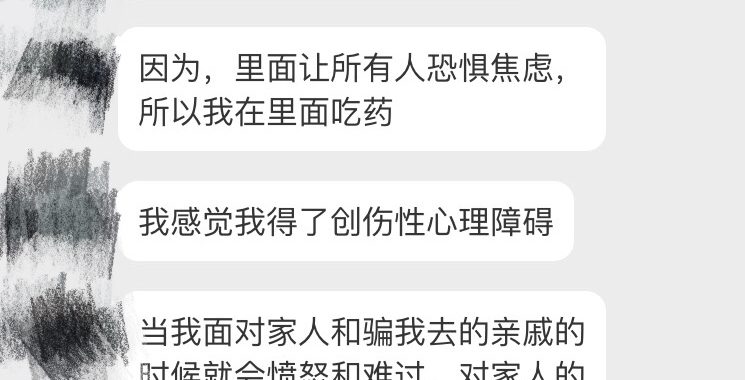 因为，里面让所有人恐惧焦虑，
所以我在里面吃药
我感觉我得了创伤性心理障碍
当我面对家人和骗我去的亲戚的
时候就会愤怒和难过，对家人的